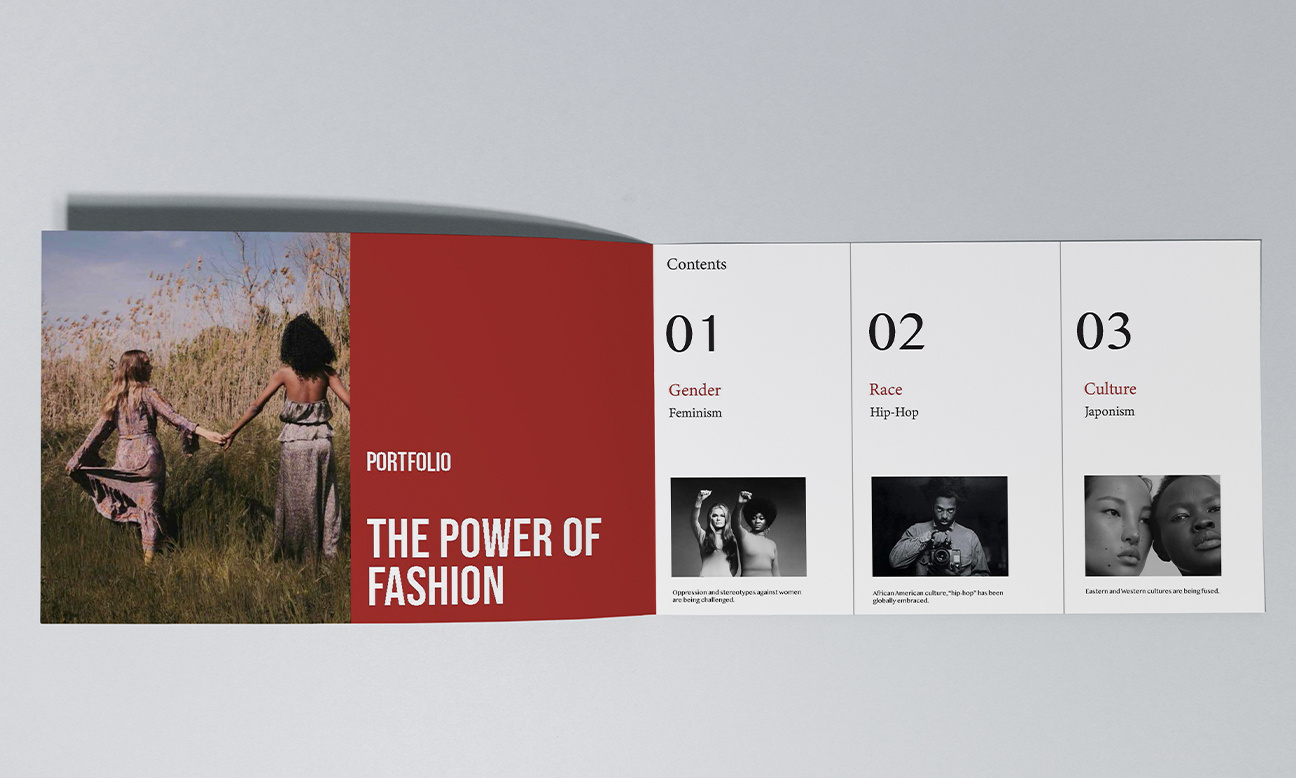 PORTFOLIO
THE POWER OF
FASHION
Contents
01
Gender
Feminism
Oppression and stereotypes against women
are being challenged.
02
Race
Hip-Hop
African American culture, "hip-hop" has been
globally embraced.
03
Culture
Japonism
Eastern and Western cultures are being fused.